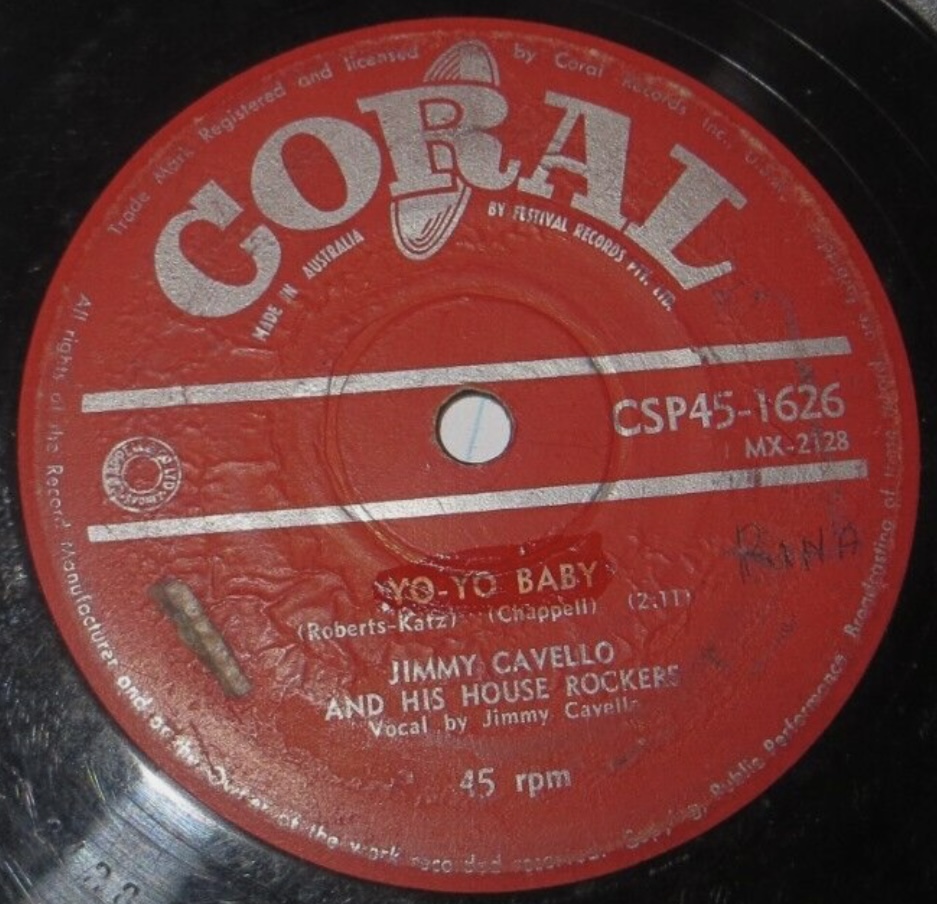 Trade Mark Registered and licensed by Coral Records Inc., U.S.A.
CORAL
MADE IN AUSTRALIA BY FESTIVAL RECORDS PTY. LTD.
CSP45-1626
MX-2128
YO-YO BABY
(Roberts-Katz) (Chappell) (2:11)
JIMMY CAVELLO
AND HIS HOUSE ROCKERS
Vocal by Jimmy Cavello
45 rpm
All rights of the Record Manufacturer and of the Owner of the work recorded reserved. Copying, Public Performance, Broadcasting of